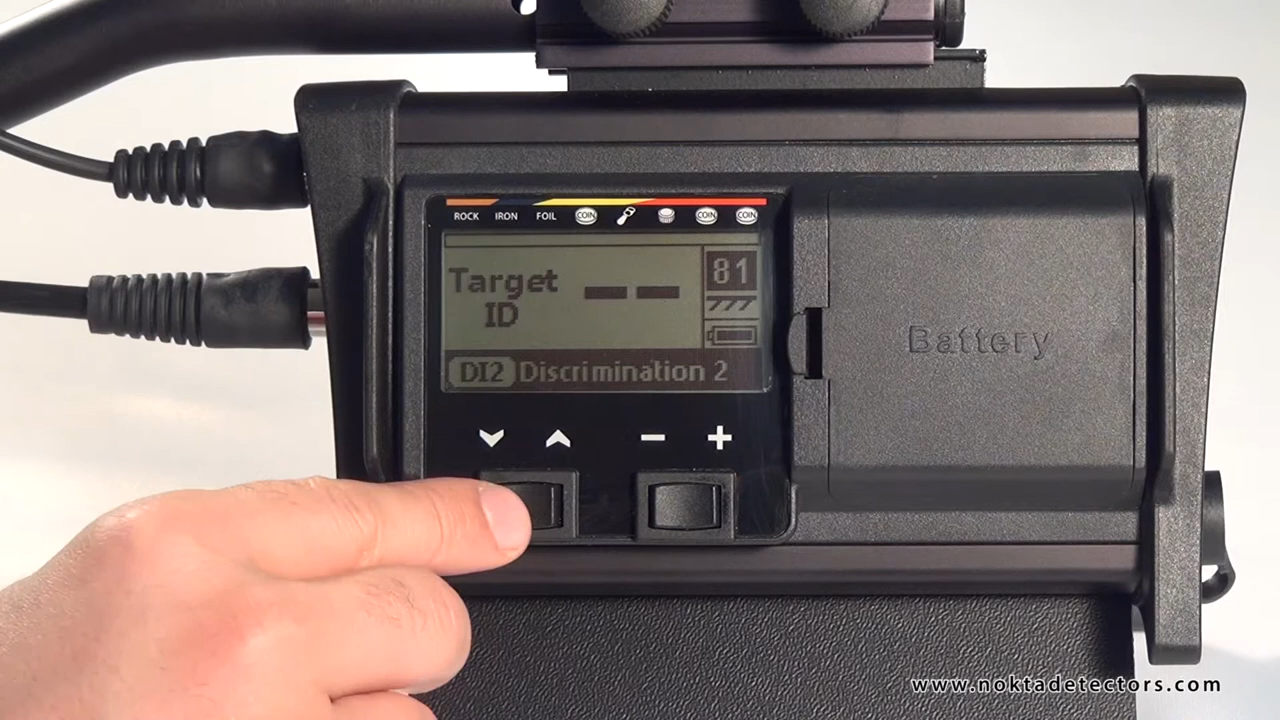 ROCK IRON FOIL COIN COIN COIN
Target
ID
-- 81
DI2 Discrimination 2
Battery
www.noktadetectors.com